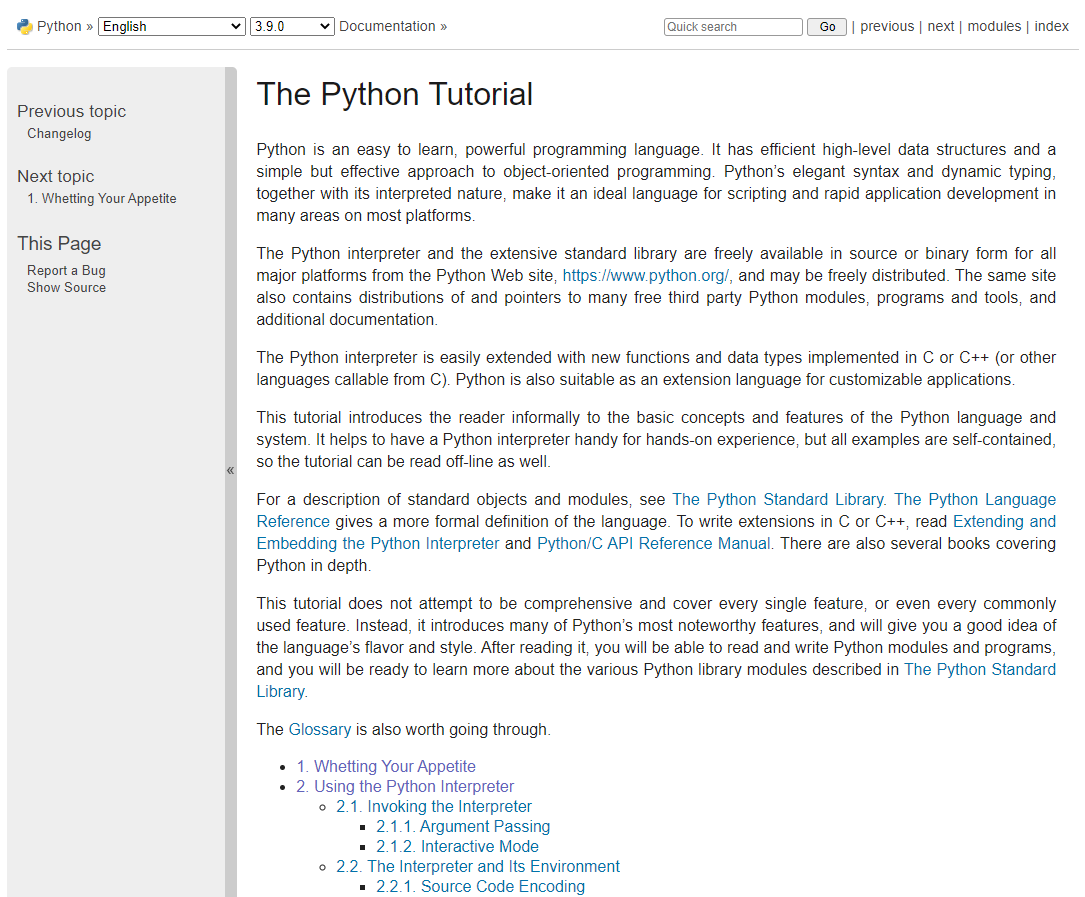 Python » English 3.9.0 Documentation » Quick search Go | previous | next | modules | index
Previous topic
Changelog
Next topic
1. Whetting Your Appetite
This Page
Report a Bug
Show Source
«
The Python Tutorial
Python is an easy to learn, powerful programming language. It has efficient high-level data structures and a
simple but effective approach to object-oriented programming. Python’s elegant syntax and dynamic typing,
together with its interpreted nature, make it an ideal language for scripting and rapid application development in
many areas on most platforms.
The Python interpreter and the extensive standard library are freely available in source or binary form for all
major platforms from the Python Web site, https://www.python.org/, and may be freely distributed. The same site
also contains distributions of and pointers to many free third party Python modules, programs and tools, and
additional documentation.
The Python interpreter is easily extended with new functions and data types implemented in C or C++ (or other
languages callable from C). Python is also suitable as an extension language for customizable applications.
This tutorial introduces the reader informally to the basic concepts and features of the Python language and
system. It helps to have a Python interpreter handy for hands-on experience, but all examples are self-contained,
so the tutorial can be read off-line as well.
For a description of standard objects and modules, see The Python Standard Library. The Python Language
Reference gives a more formal definition of the language. To write extensions in C or C++, read Extending and
Embedding the Python Interpreter and Python/C API Reference Manual. There are also several books covering
Python in depth.
This tutorial does not attempt to be comprehensive and cover every single feature, or even every commonly
used feature. Instead, it introduces many of Python’s most noteworthy features, and will give you a good idea of
the language’s flavor and style. After reading it, you will be able to read and write Python modules and programs,
and you will be ready to learn more about the various Python library modules described in The Python Standard
Library.
The Glossary is also worth going through.
• 1. Whetting Your Appetite
• 2. Using the Python Interpreter
◦ 2.1. Invoking the Interpreter
▪ 2.1.1. Argument Passing
▪ 2.1.2. Interactive Mode
◦ 2.2. The Interpreter and Its Environment
▪ 2.2.1. Source Code Encoding